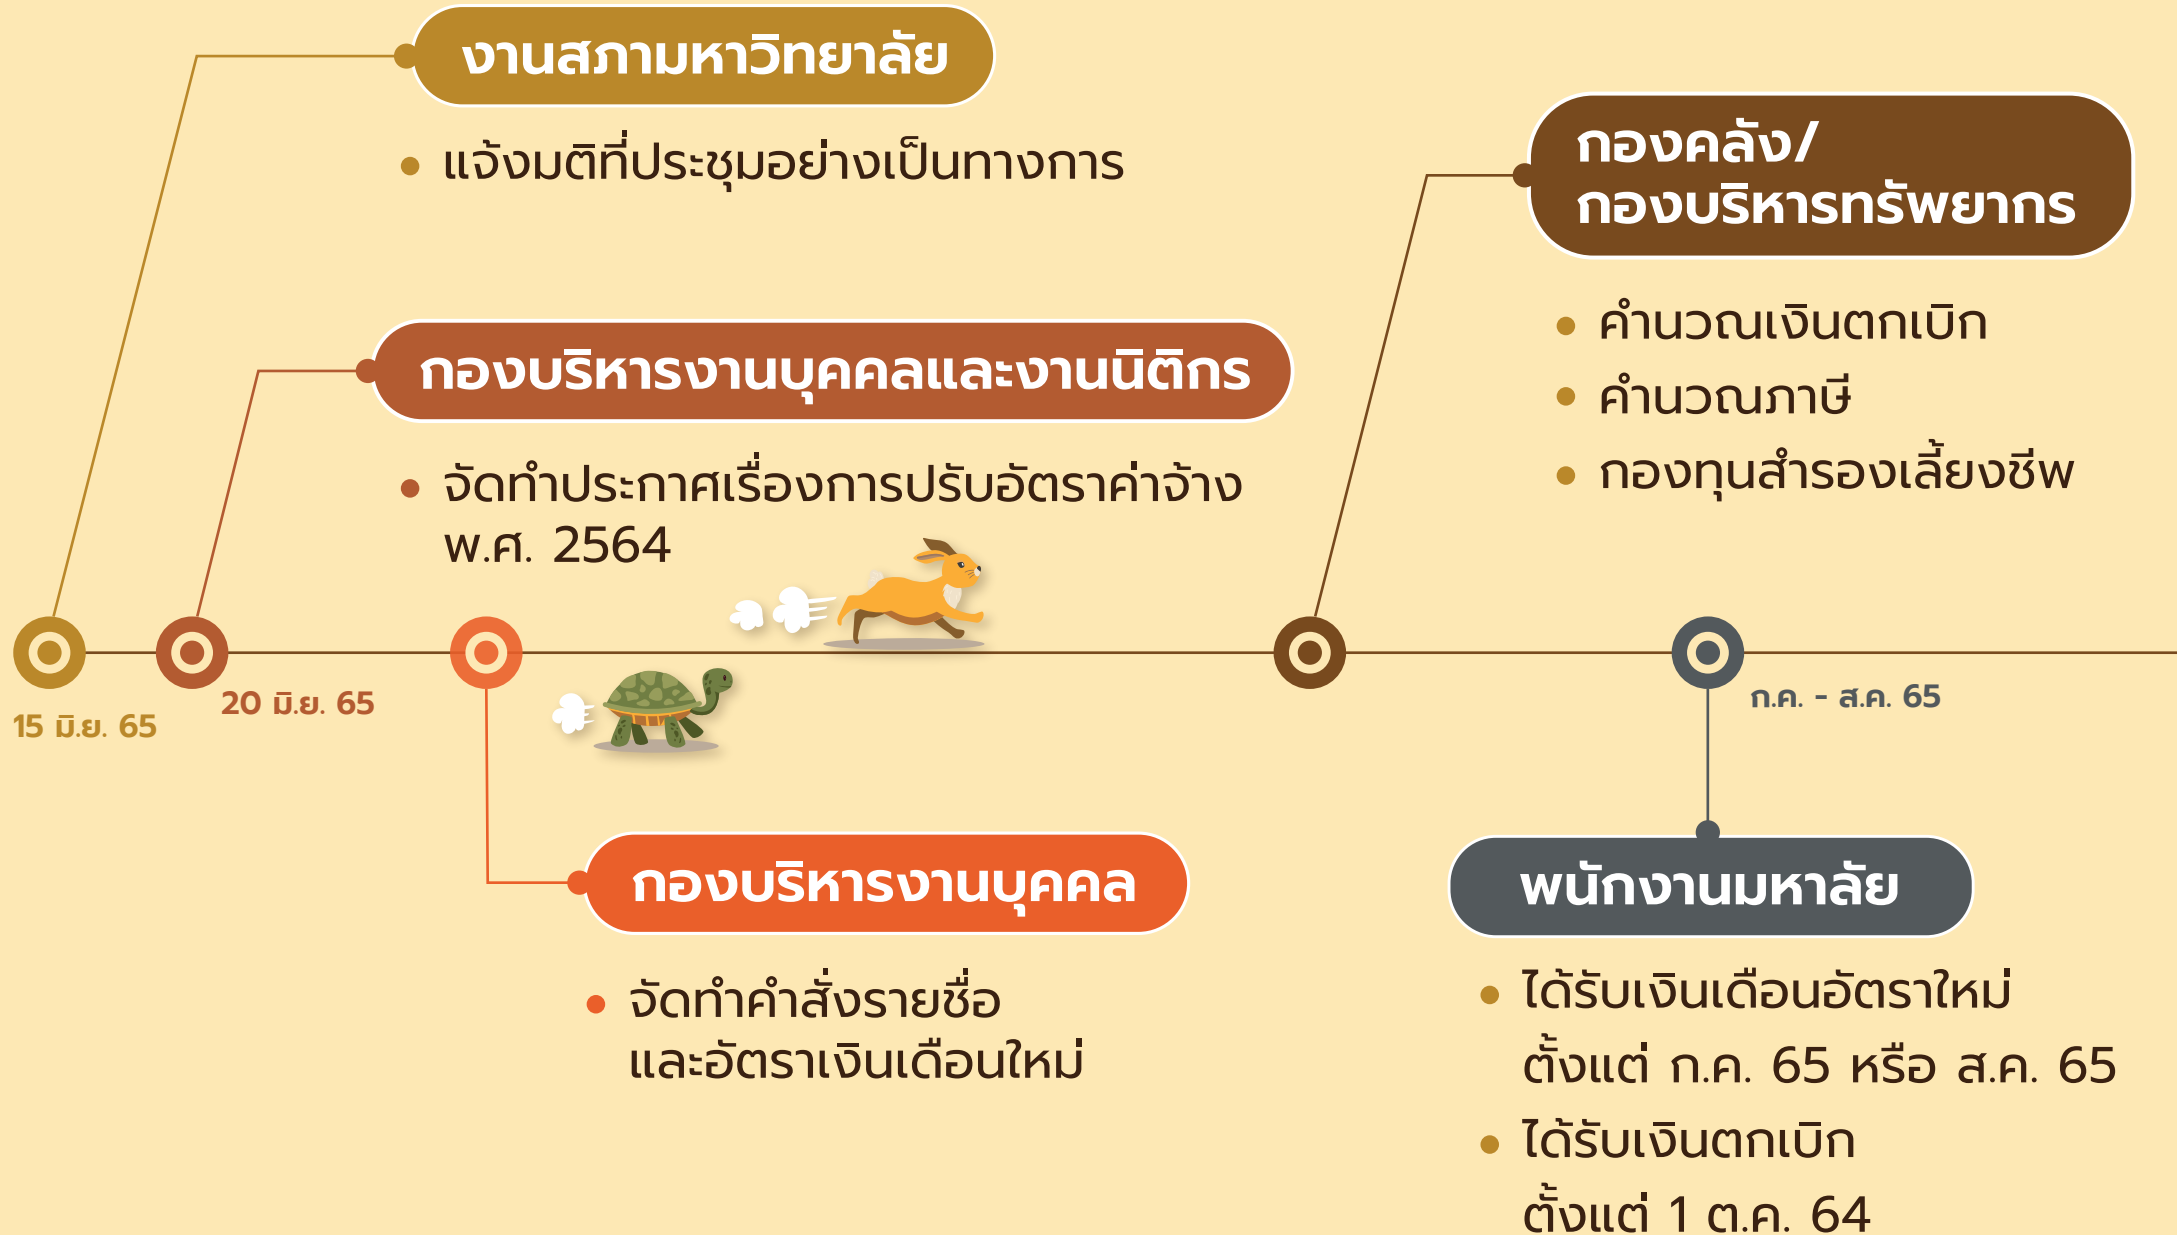 งานสภามหาวิทยาลัย
แจ้งมติที่ประชุมอย่างเป็นทางการ
กองบริหารงานบุคคลและงานนิติกร
จัดทำประกาศเรื่องการปรับอัตราค่าจ้าง
พ.ศ. 2564
กองคลัง/
กองบริหารทรัพยากร
คำนวณเงินตกเบิก
คำนวณภาษี
กองทุนสำรองเลี้ยงชีพ
15 มิ.ย. 65
20 มิ.ย. 65
ก.ค. - ส.ค. 65
กองบริหารงานบุคคล
จัดทำคำสั่งรายชื่อ
และอัตราเงินเดือนใหม่
พนักงานมหาลัย
ได้รับเงินเดือนอัตราใหม่
ตั้งแต่ ก.ค. 65 หรือ ส.ค. 65
ได้รับเงินตกเบิก
ตั้งแต่ 1 ต.ค. 64